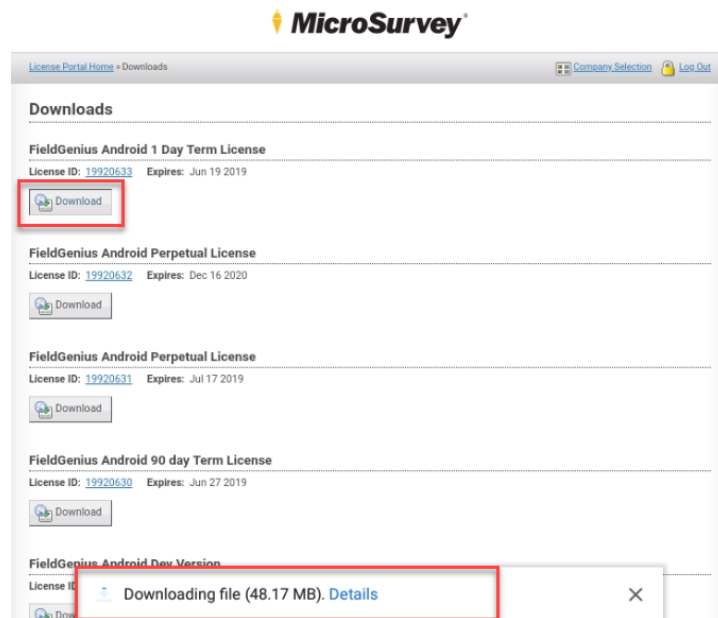 MicroSurvey
License Portal Home » Downloads
Company Selection
Log Out
Downloads
FieldGenius Android 1 Day Term License
License ID: 19920633 Expires: Jun 19 2019
Download
FieldGenius Android Perpetual License
License ID: 19920632 Expires: Dec 16 2020
Download
FieldGenius Android Perpetual License
License ID: 19920631 Expires: Jul 17 2019
Download
FieldGenius Android 90 day Term License
License ID: 19920630 Expires: Jun 27 2019
Download
FieldGenius Android Dev Version
License
Downloading file (48.17 MB). Details